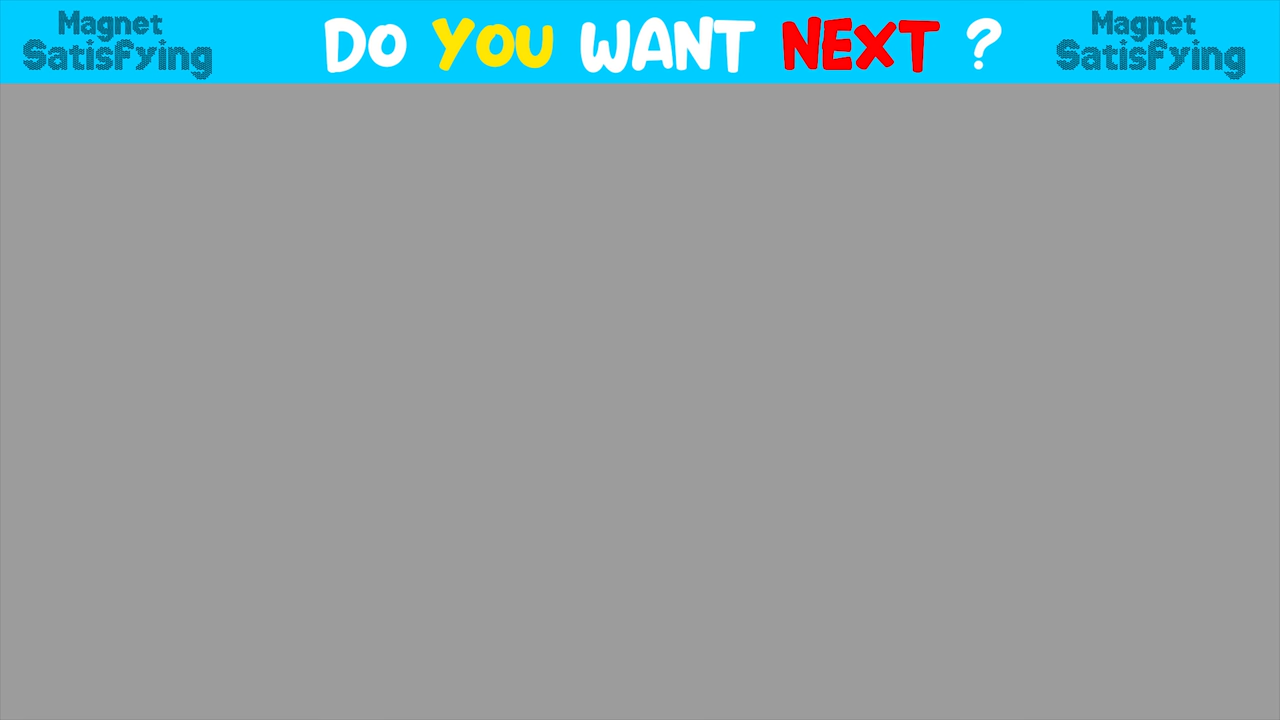 Magnet
Satisfying
DO YOU WANT NEXT ?
Magnet
Satisfying